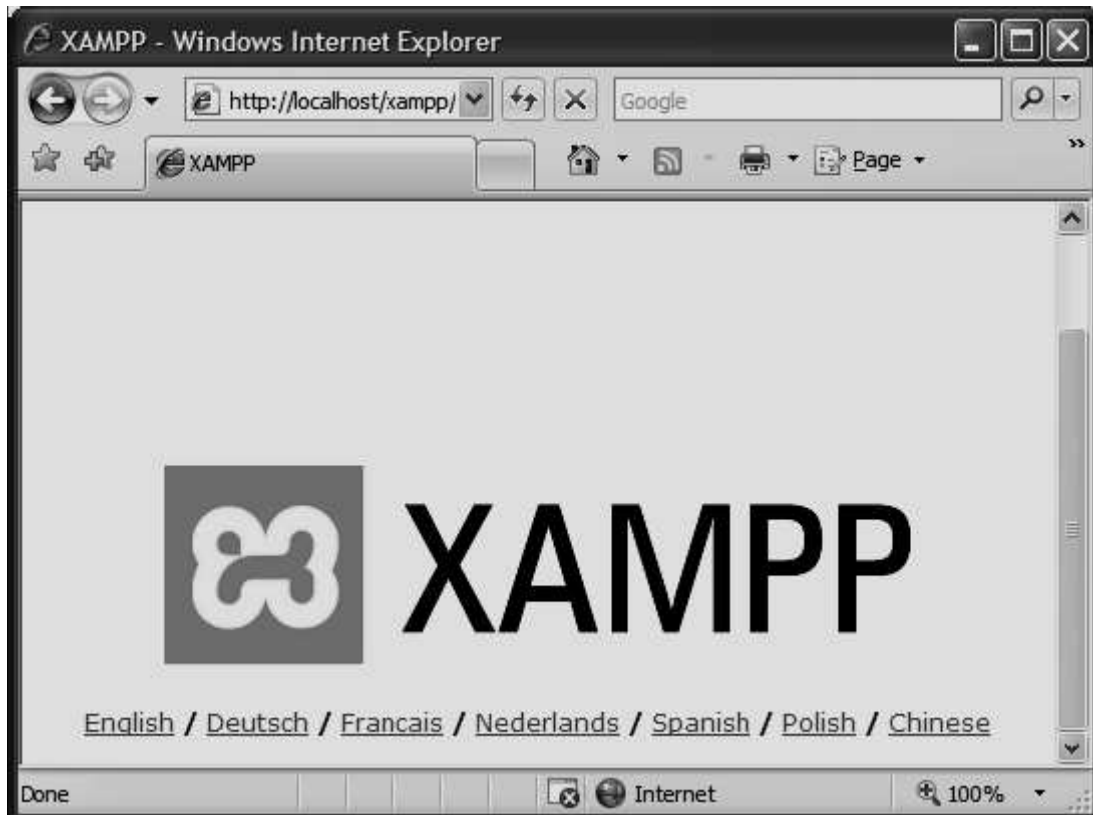 XAMPP - Windows Internet Explorer
http://localhost/xampp/ Google
XAMPP Page
XAMPP
English / Deutsch / Francais / Nederlands / Spanish / Polish / Chinese
Done Internet 100%